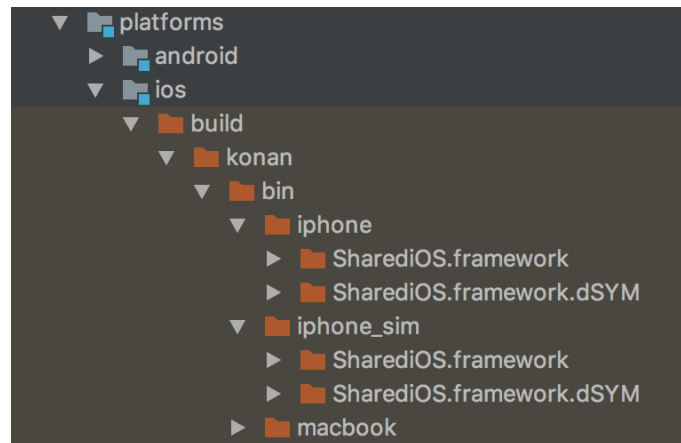 platforms
android
ios
build
konan
bin
iphone
SharediOS.framework
SharediOS.framework.dSYM
iphone_sim
SharediOS.framework
SharediOS.framework.dSYM
macbook